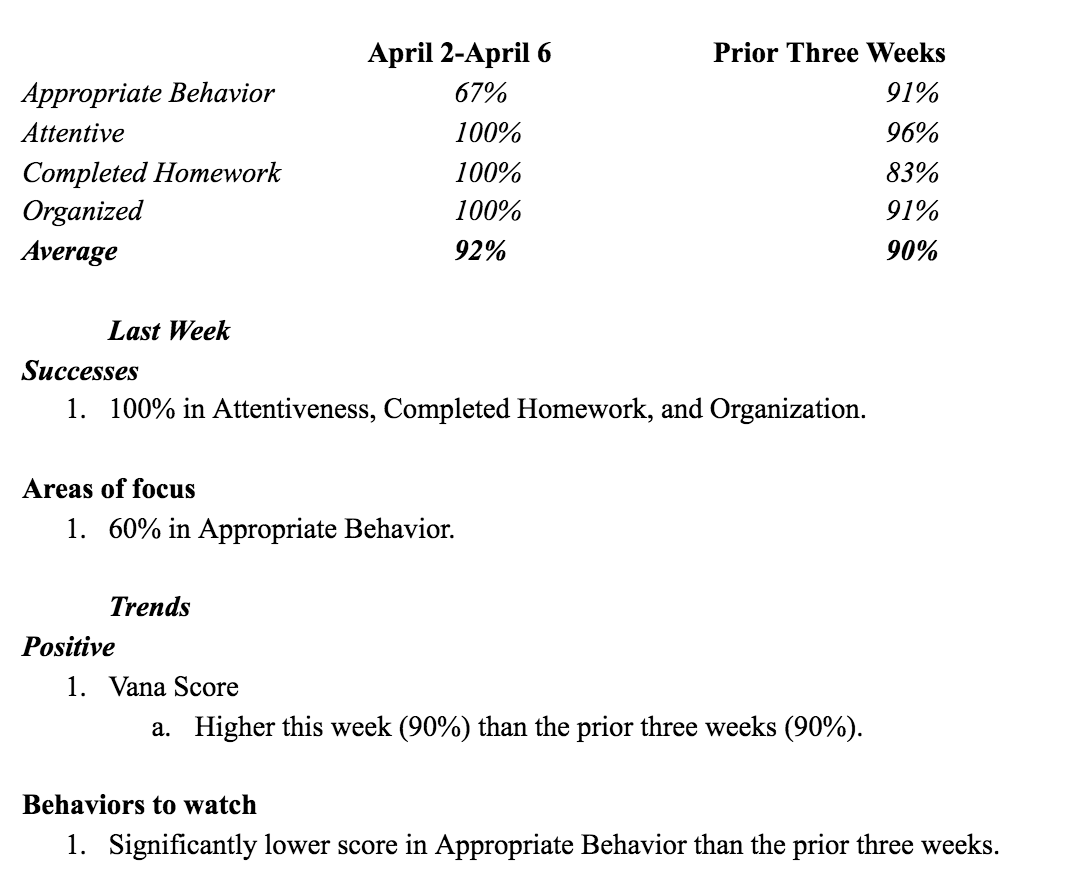 April 2-April 6 Prior Three Weeks
Appropriate Behavior 67% 91%
Attentive 100% 96%
Completed Homework 100% 83%
Organized 100% 91%
Average 92% 90%
Last Week
Successes
1. 100% in Attentiveness, Completed Homework, and Organization.
Areas of focus
1. 60% in Appropriate Behavior.
Trends
Positive
1. Vana Score
a. Higher this week (90%) than the prior three weeks (90%).
Behaviors to watch
1. Significantly lower score in Appropriate Behavior than the prior three weeks.